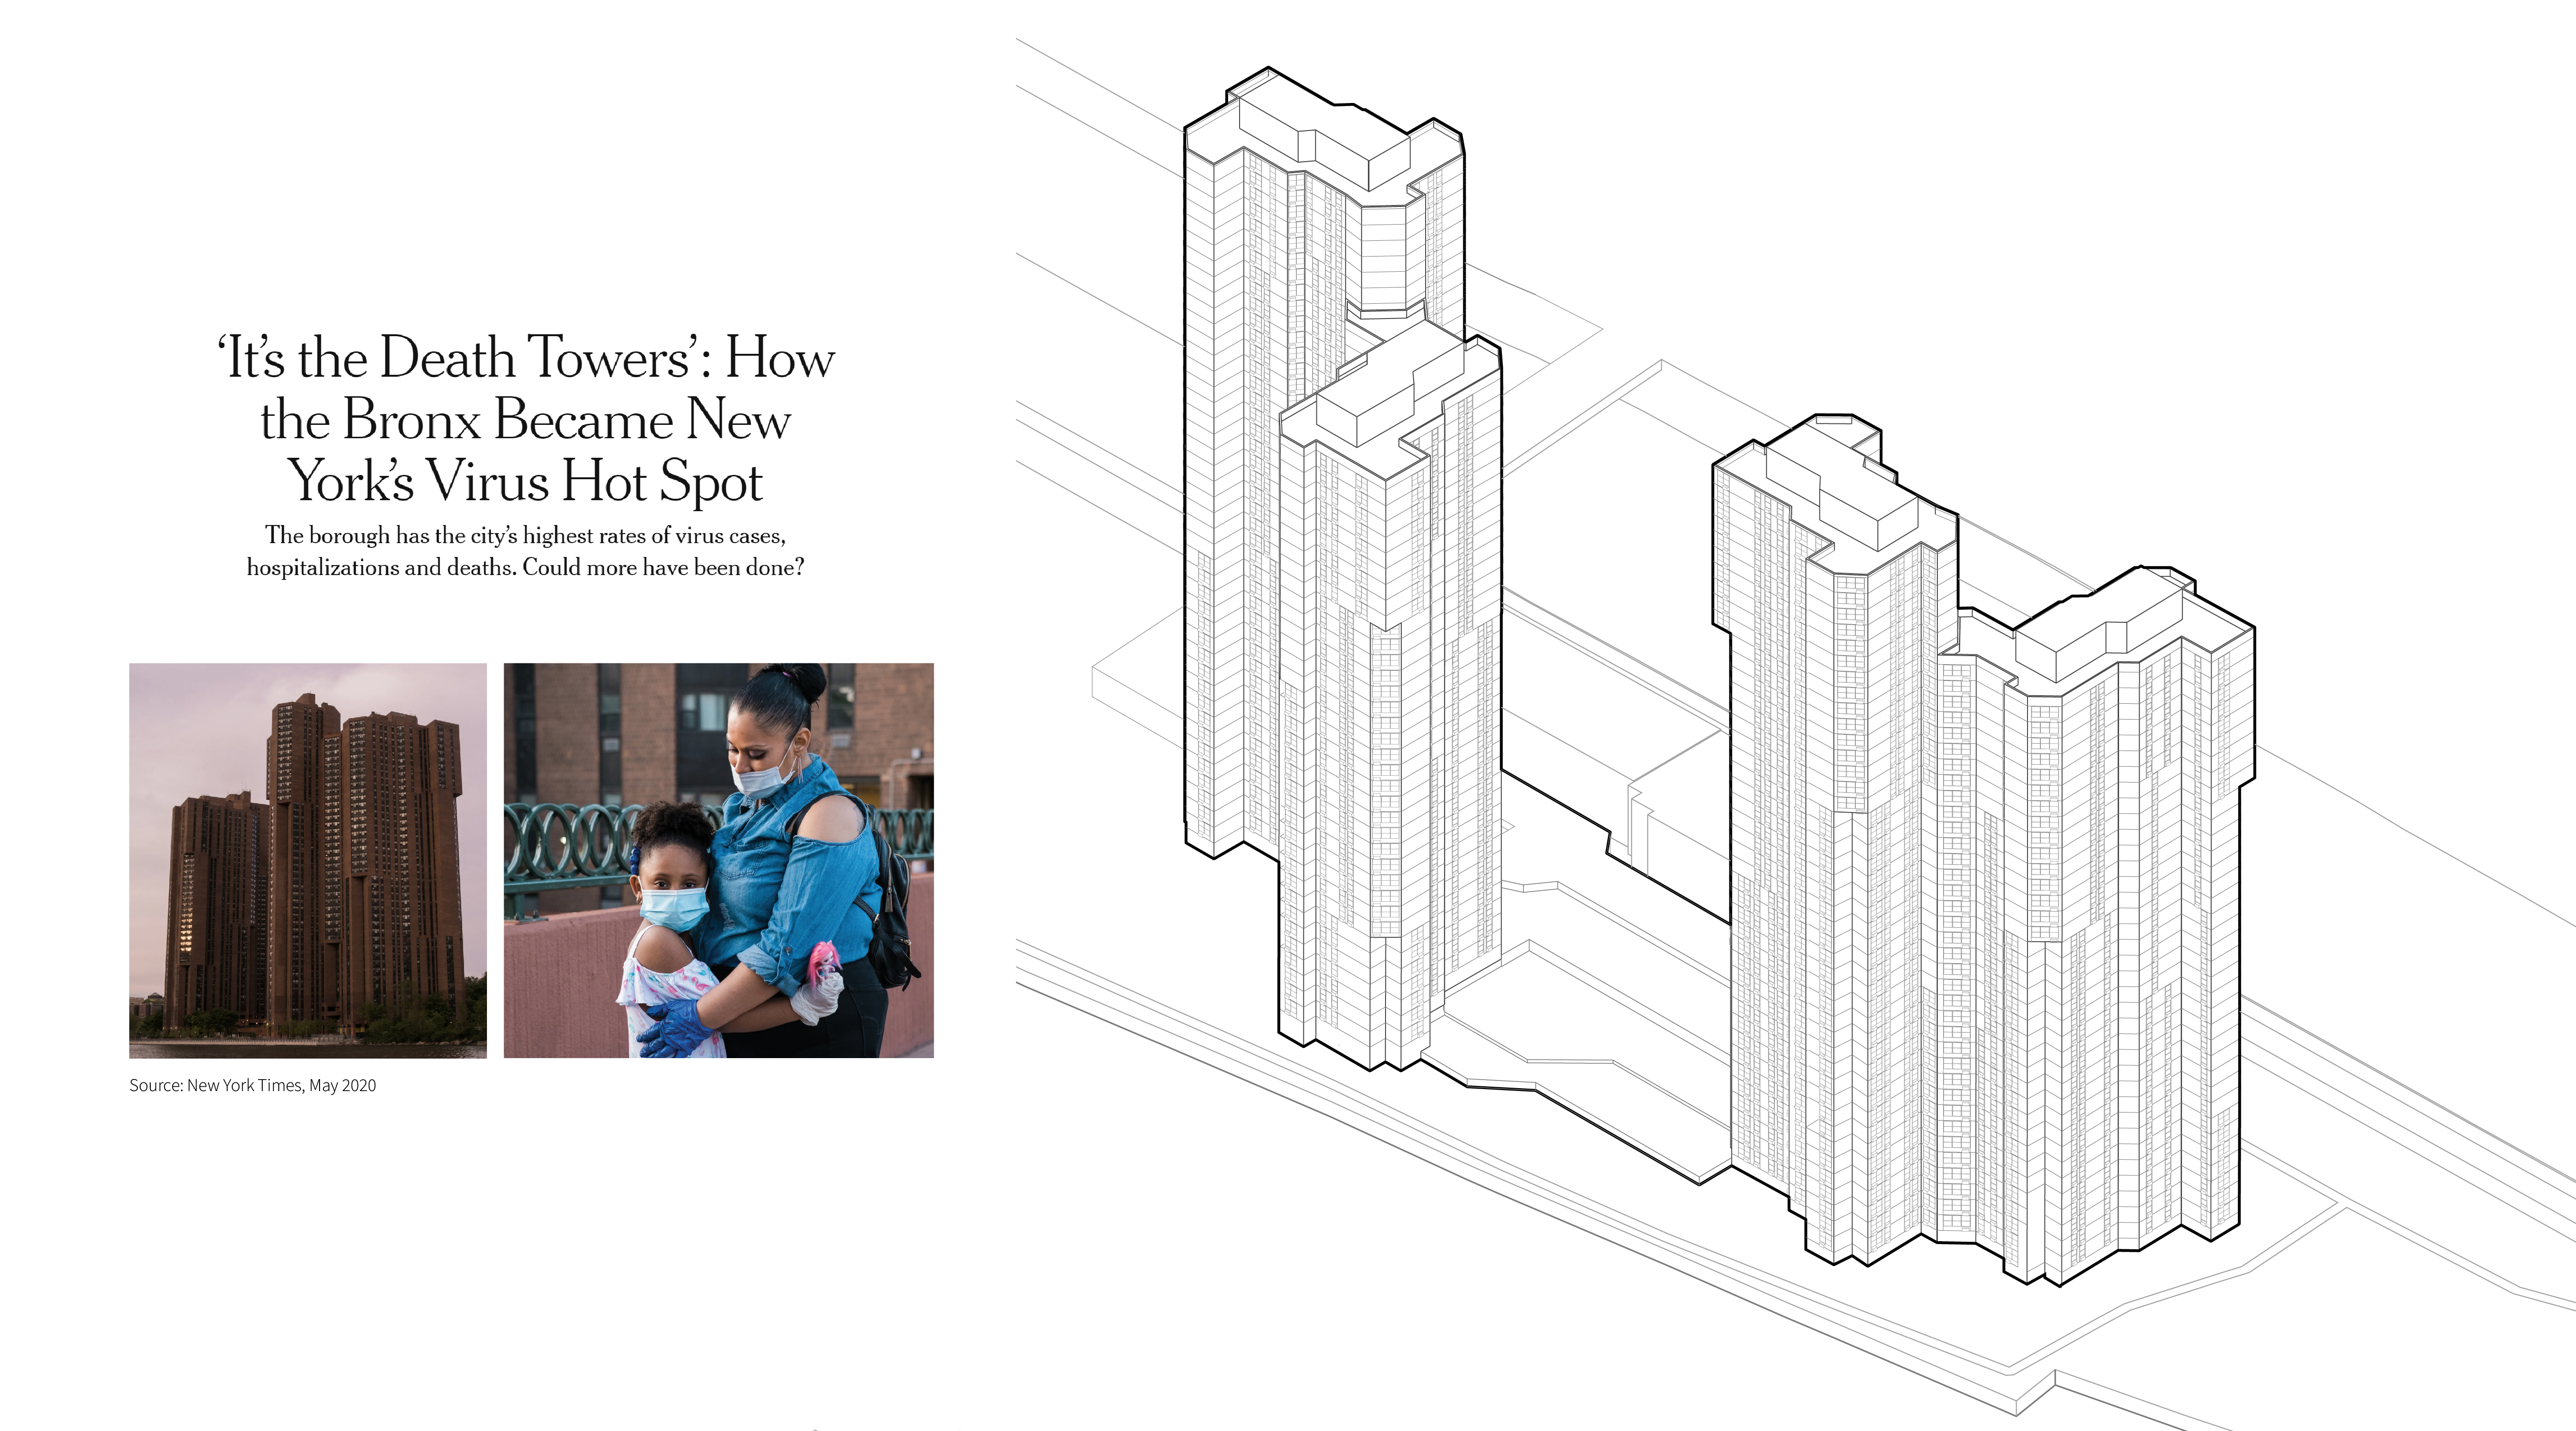 ‘It’s the Death Towers’: How
the Bronx Became New
York’s Virus Hot Spot
The borough has the city’s highest rates of virus cases,
hospitalizations and deaths. Could more have been done?
Source: New York Times, May 2020